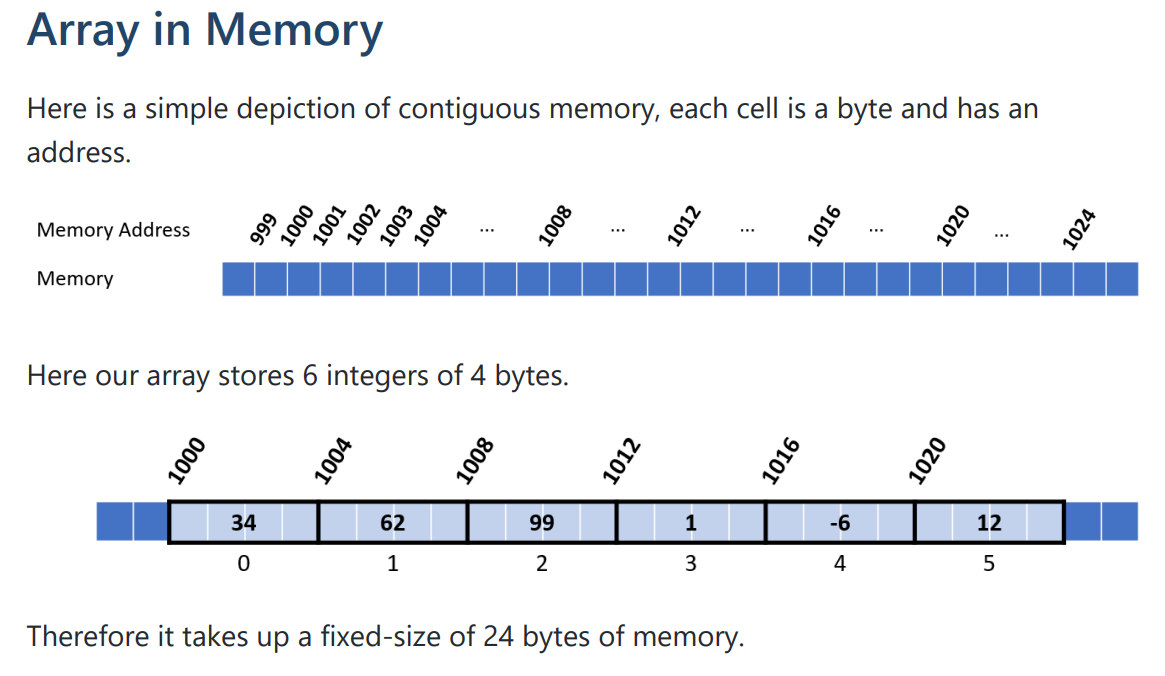 Array in Memory
Here is a simple depiction of contiguous memory, each cell is a byte and has an
address.
Memory Address 999 1000 1001 1002 1003 1004 ... 1008 ... 1012 ... 1016 ... 1020 ... 1024
Memory
Here our array stores 6 integers of 4 bytes.
1000 1004 1008 1012 1016 1020
34 62 99 1 -6 12
0 1 2 3 4 5
Therefore it takes up a fixed-size of 24 bytes of memory.